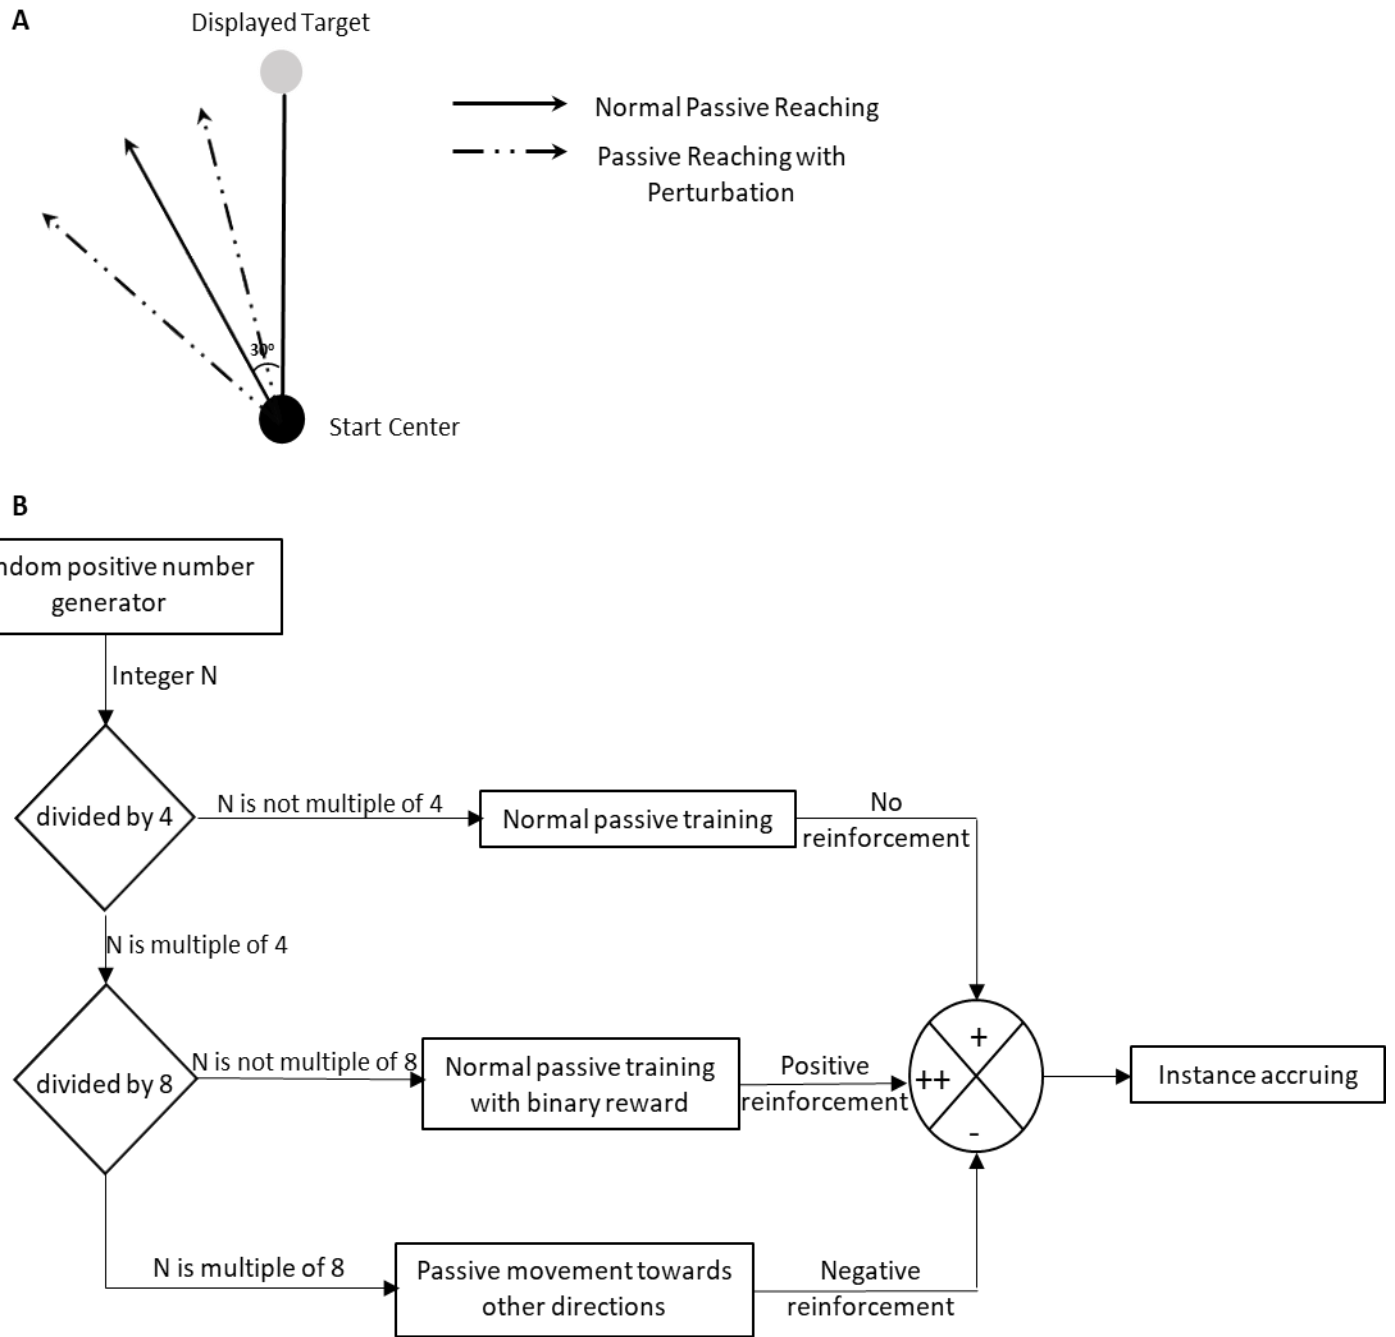 A
Displayed Target
Normal Passive Reaching
Passive Reaching with
Perturbation
30°
Start Center
B
ndom positive number
generator
Integer N
divided by 4
N is not multiple of 4
Normal passive training
No
reinforcement
N is multiple of 4
divided by 8
N is not multiple of 8
Normal passive training
with binary reward
Positive
reinforcement
+
++
-
Instance accruing
N is multiple of 8
Passive movement towards
other directions
Negative
reinforcement